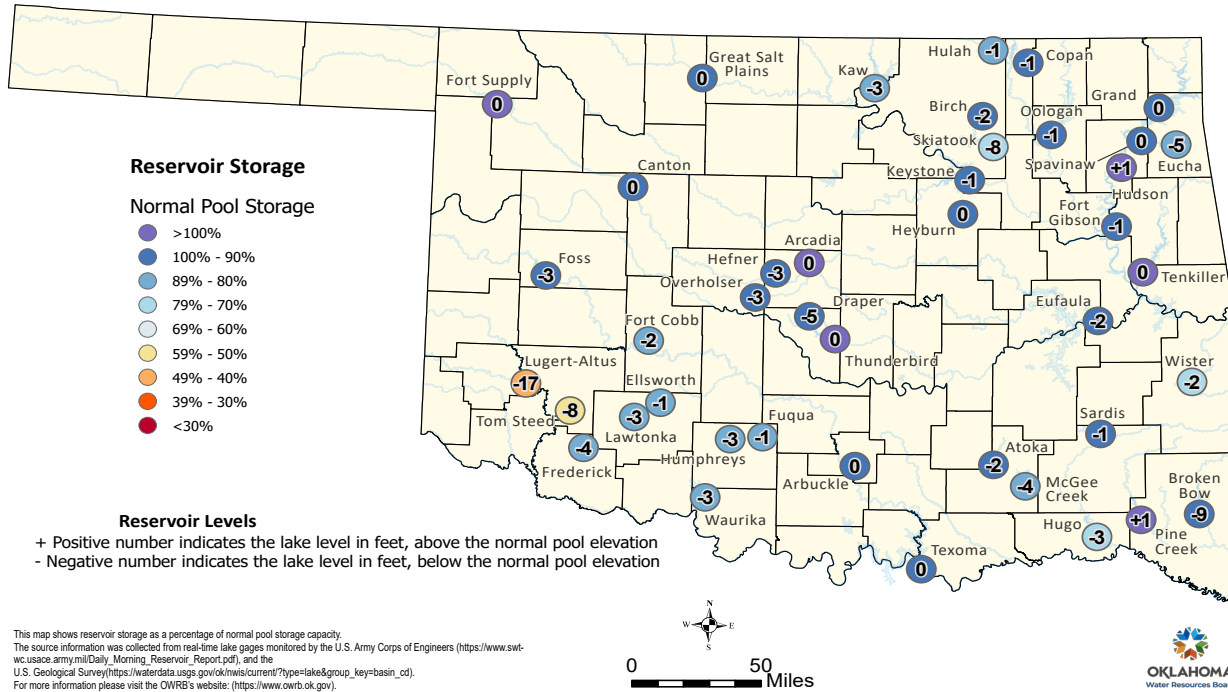 Hulah
-1
-1
Copan
Great Salt
Plains
0
Kaw
-3
Fort Supply
0
Grand
0
Birch
-2
Oologah
-1
Skiatook
-8
Spavinaw
0
-5
Eucha
+1
Hudson
Reservoir Storage
Canton
0
Keystone
-1
Normal Pool Storage
>100%
100% - 90%
89% - 80%
79% - 70%
69% - 60%
59% - 50%
49% - 40%
39% - 30%
<30%
0
Heyburn
Fort
Gibson
-1
Arcadia
0
Hefner
-3
Foss
-3
Overholser
-3
0
Tenkiller
Draper
-5
Eufaula
-2
Fort Cobb
-2
0
Thunderbird
Lugert-Altus
-17
Wister
-2
Ellsworth
-1
Tom Steed
-8
-3
Lawtonka
Fuqua
-1
-3
Humphreys
Sardis
-1
-4
Frederick
0
Arbuckle
Atoka
-2
-4
McGee
Creek
Broken
Bow
-9
-3
Waurika
Hugo
-3
+1
Pine
Creek
Texoma
0
Reservoir Levels
+ Positive number indicates the lake level in feet, above the normal pool elevation
- Negative number indicates the lake level in feet, below the normal pool elevation
N
W
E
S
This map shows reservoir storage as a percentage of normal pool storage capacity.
The source information was collected from real-time lake gages monitored by the U.S. Army Corps of Engineers (https://www.swt-
wc.usace.army.mil/Daily_Morning_Reservoir_Report.pdf), and the
U.S. Geological Survey(https://waterdata.usgs.gov/ok/nwis/current/?type=lake&group_key=basin_cd).
For more information please visit the OWRB's website: (https://www.owrb.ok.gov).
0
50
Miles
OKLAHOMA
Water Resources Boa